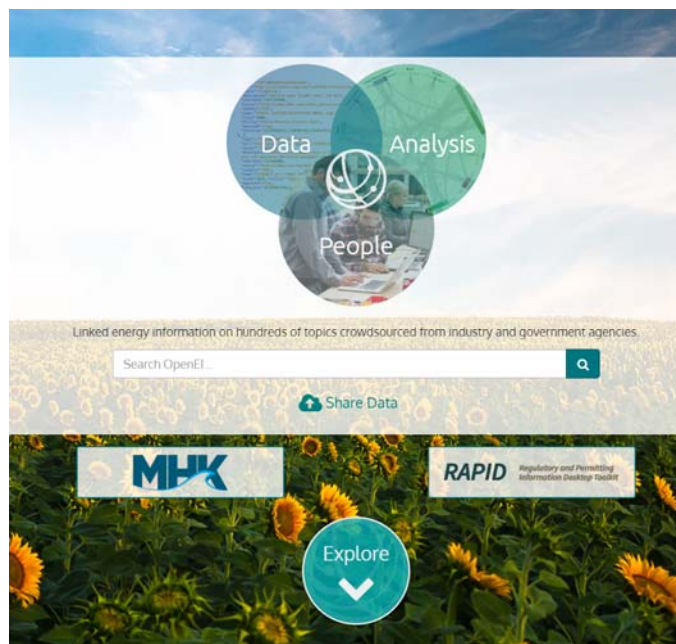 Data
Analysis
People
Linked energy information on hundreds of topics crowdsourced from industry and government agencies.
Search OpenEI...
Share Data
MHK
RAPID Regulatory and Permitting
Information Desktop Toolkit
Explore